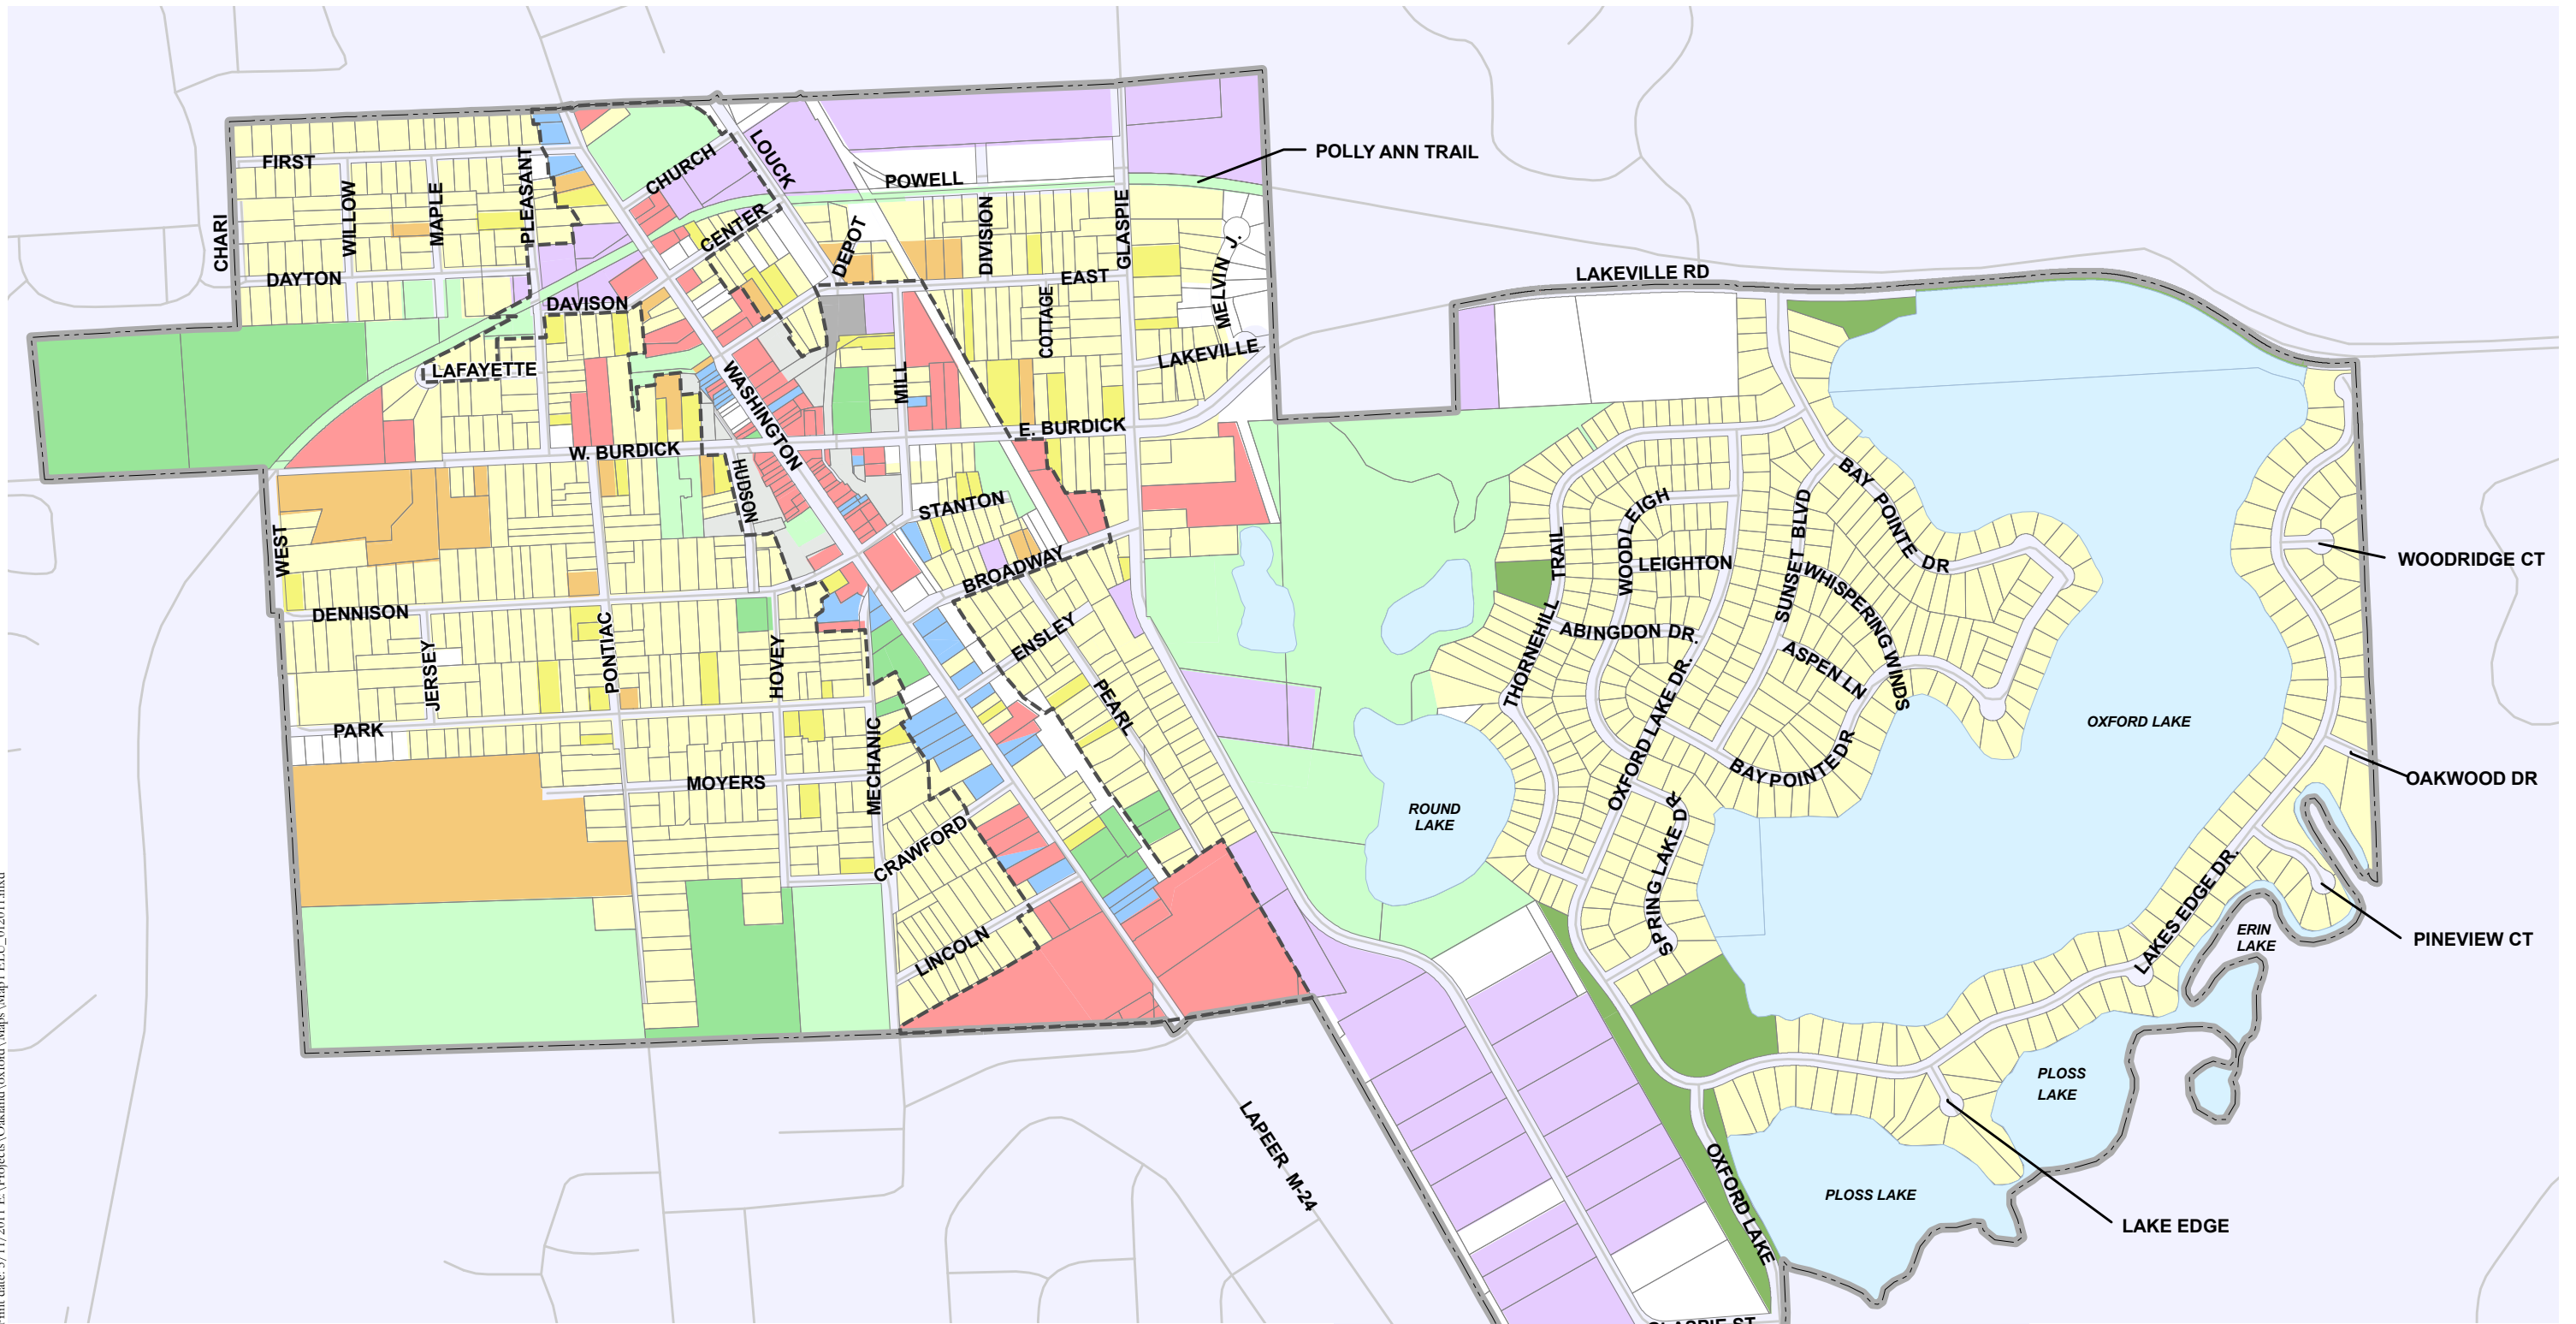 POLLY ANN TRAIL
LOUCK
CHURCH
FIRST
POWELL
WILLOW
MAPLE
PLEASANT
CHARI
CENTER
DEPOT
DIVISION
GLASPIE
MELVIN J.
DAYTON
EAST
LAKEVILLE RD
DAVISON
COTTAGE
LAKEVILLE
LAFAYETTE
MILL
WASHINGTON
E. BURDICK
W. BURDICK
HUDSON
STANTON
WEST
BROADWAY
BAY POINTE DR
WOODLEIGH
TRAIL
LEIGHTON
SUNSET BLVD
WHISPERING WINDS
WOODRIDGE CT
DENNISON
PONTIAC
JERSEY
HOVEY
ENSLEY
PEARL
THORNEHILL
ABINGDON DR.
ASPEN LN
OXFORD LAKE DR.
OXFORD LAKE
PARK
MECHANIC
MOYERS
BAY POINTE DR
OAKWOOD DR
ROUND
LAKE
SPRING LAKE DR
CRAWFORD
LINCOLN
LAKES EDGE DR.
ERIN
LAKE
PINEVIEW CT
PLOSS
LAKE
LAPEER M-24
OXFORD LAKE
PLOSS LAKE
LAKE EDGE